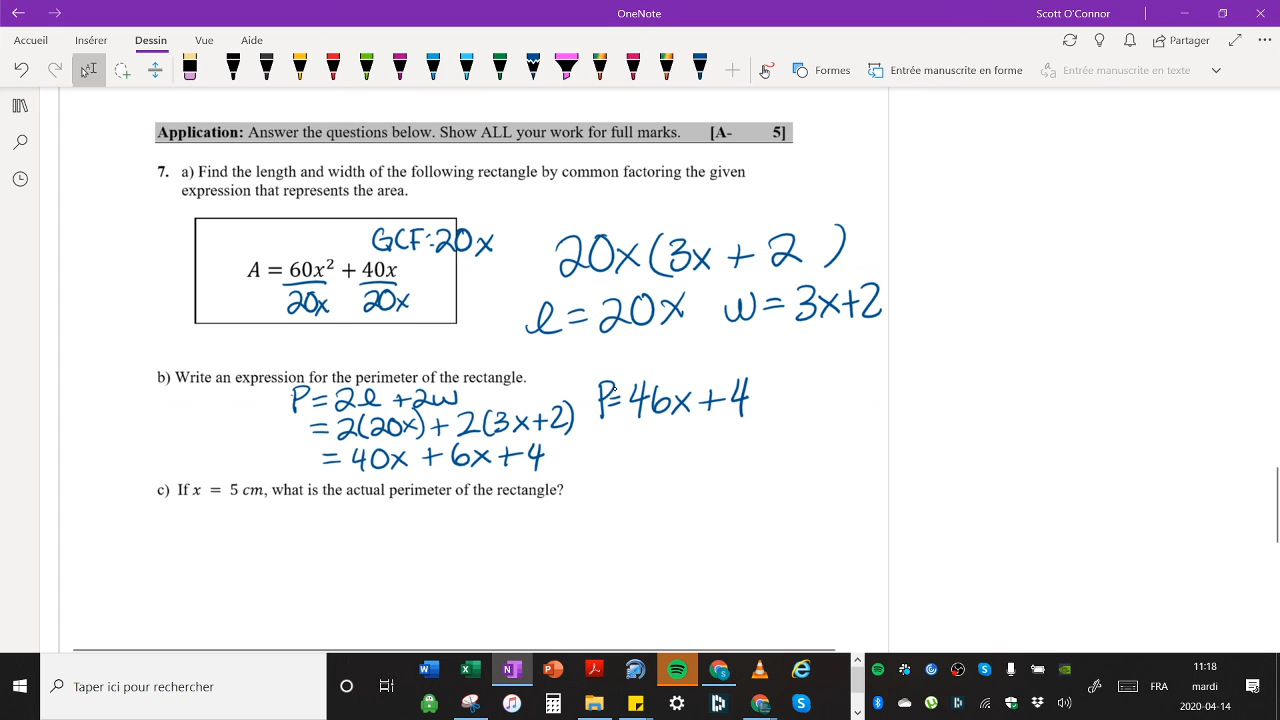 OneNote
Scott O'Connor
Accueil Insérer Dessin Vue Aide
Partager
Formes
Entrée manuscrite en forme
Entrée manuscrite en texte
Application: Answer the questions below. Show ALL your work for full marks. [A- 5]
7. a) Find the length and width of the following rectangle by common factoring the given
expression that represents the area.
GCF: 20x
A = 60x² + 40x
20x 20x
20x(3x + 2 )
l = 20x w = 3x+2
b) Write an expression for the perimeter of the rectangle.
P = 2l + 2w
= 2(20x) + 2(3x+2)
= 40x + 6x + 4
P = 46x + 4
c) If x = 5 cm, what is the actual perimeter of the rectangle?
Taper ici pour rechercher
FRA
11:18
mardi
2020-04-14